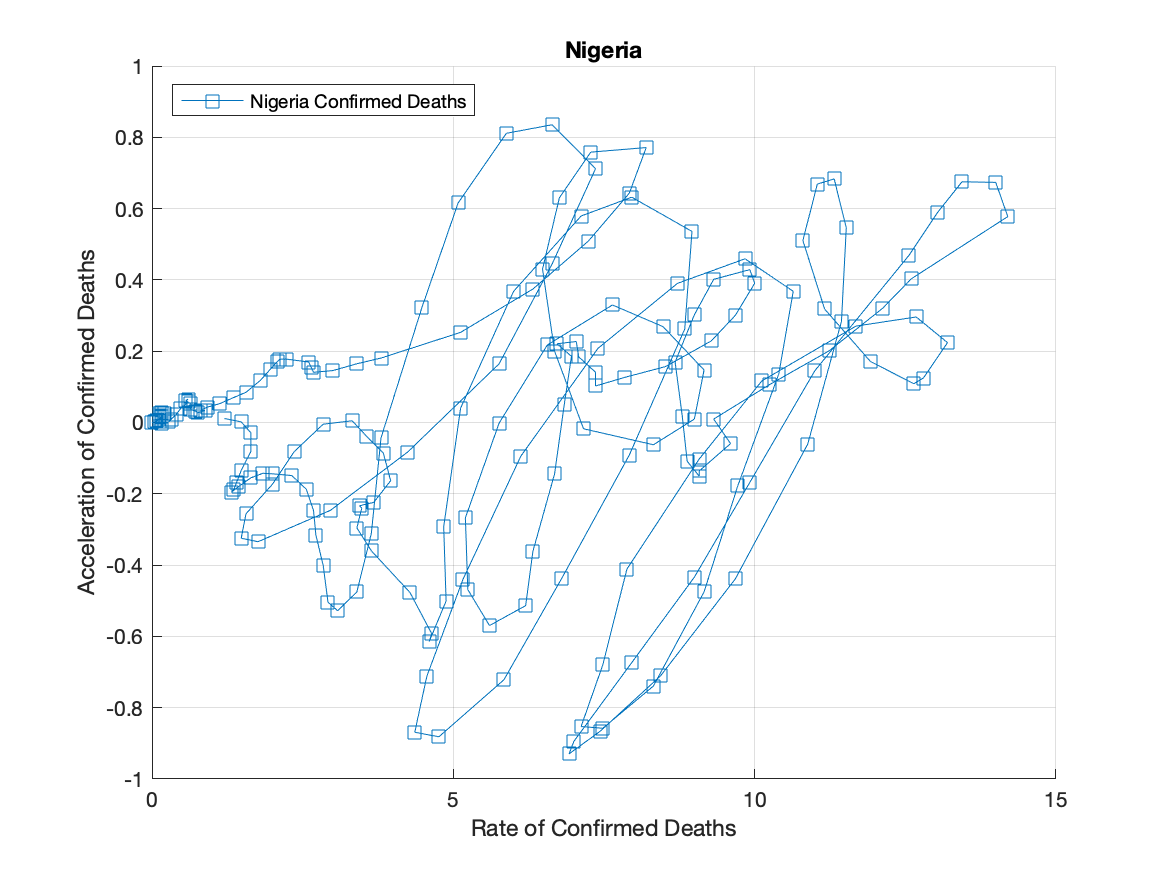 Nigeria
Nigeria Confirmed Deaths
1
0.8
0.6
0.4
0.2
0
-0.2
-0.4
-0.6
-0.8
-1
Acceleration of Confirmed Deaths
0 5 10 15
Rate of Confirmed Deaths